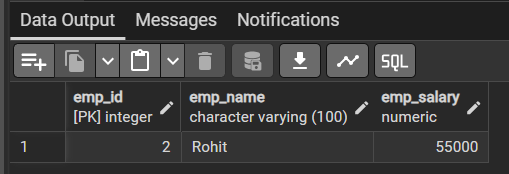 Data Output Messages Notifications
SQL
emp_id emp_name emp_salary
[PK] integer character varying (100) numeric
1 2 Rohit 55000